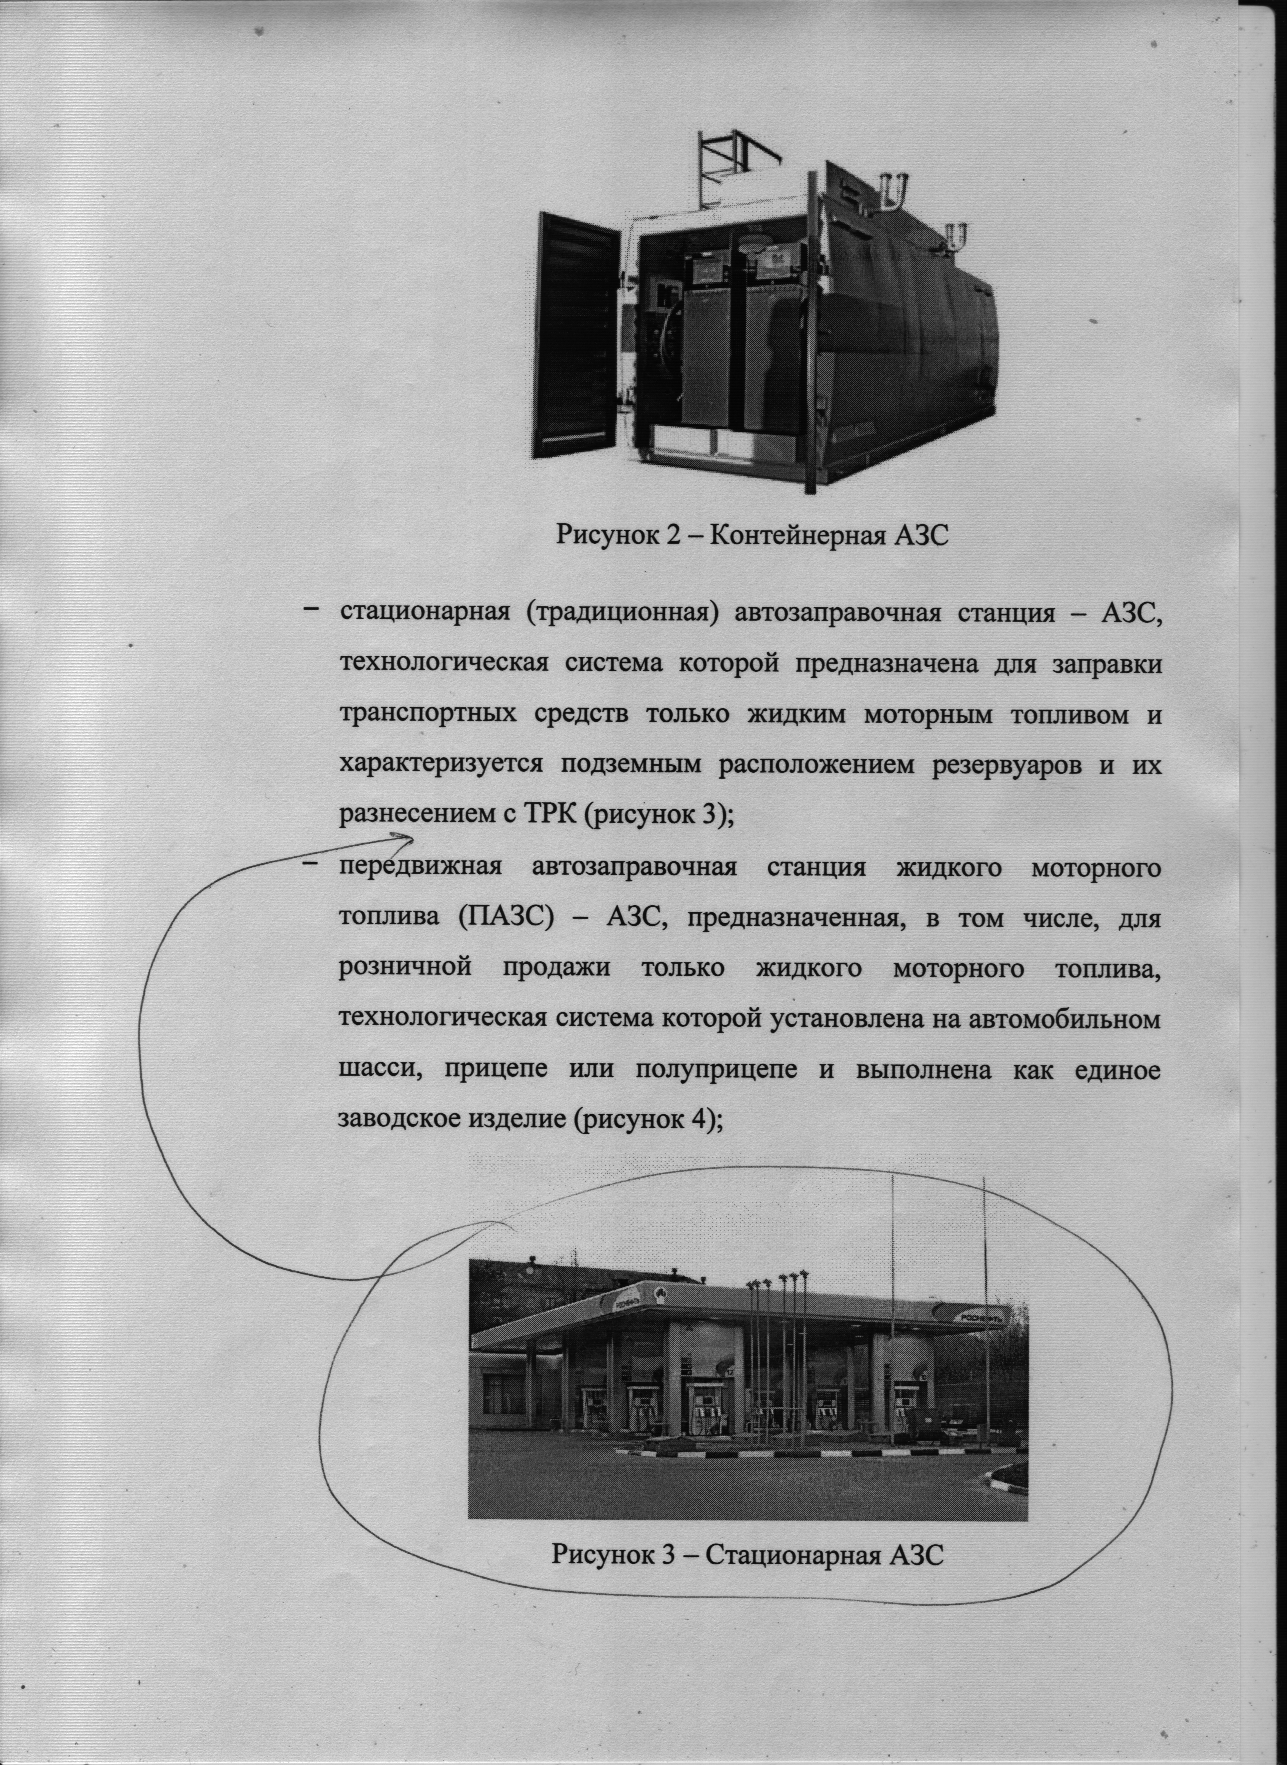 Рисунок 2 – Контейнерная АЗС
– стационарная (традиционная) автозаправочная станция – АЗС,
технологическая система которой предназначена для заправки
транспортных средств только жидким моторным топливом и
характеризуется подземным расположением резервуаров и их
разнесением с ТРК (рисунок 3);
– передвижная автозаправочная станция жидкого моторного
топлива (ПАЗС) – АЗС, предназначенная, в том числе, для
розничной продажи только жидкого моторного топлива,
технологическая система которой установлена на автомобильном
шасси, прицепе или полуприцепе и выполнена как единое
заводское изделие (рисунок 4);
РОСНЕФТЬ РОСНЕФТЬ
Рисунок 3 – Стационарная АЗС